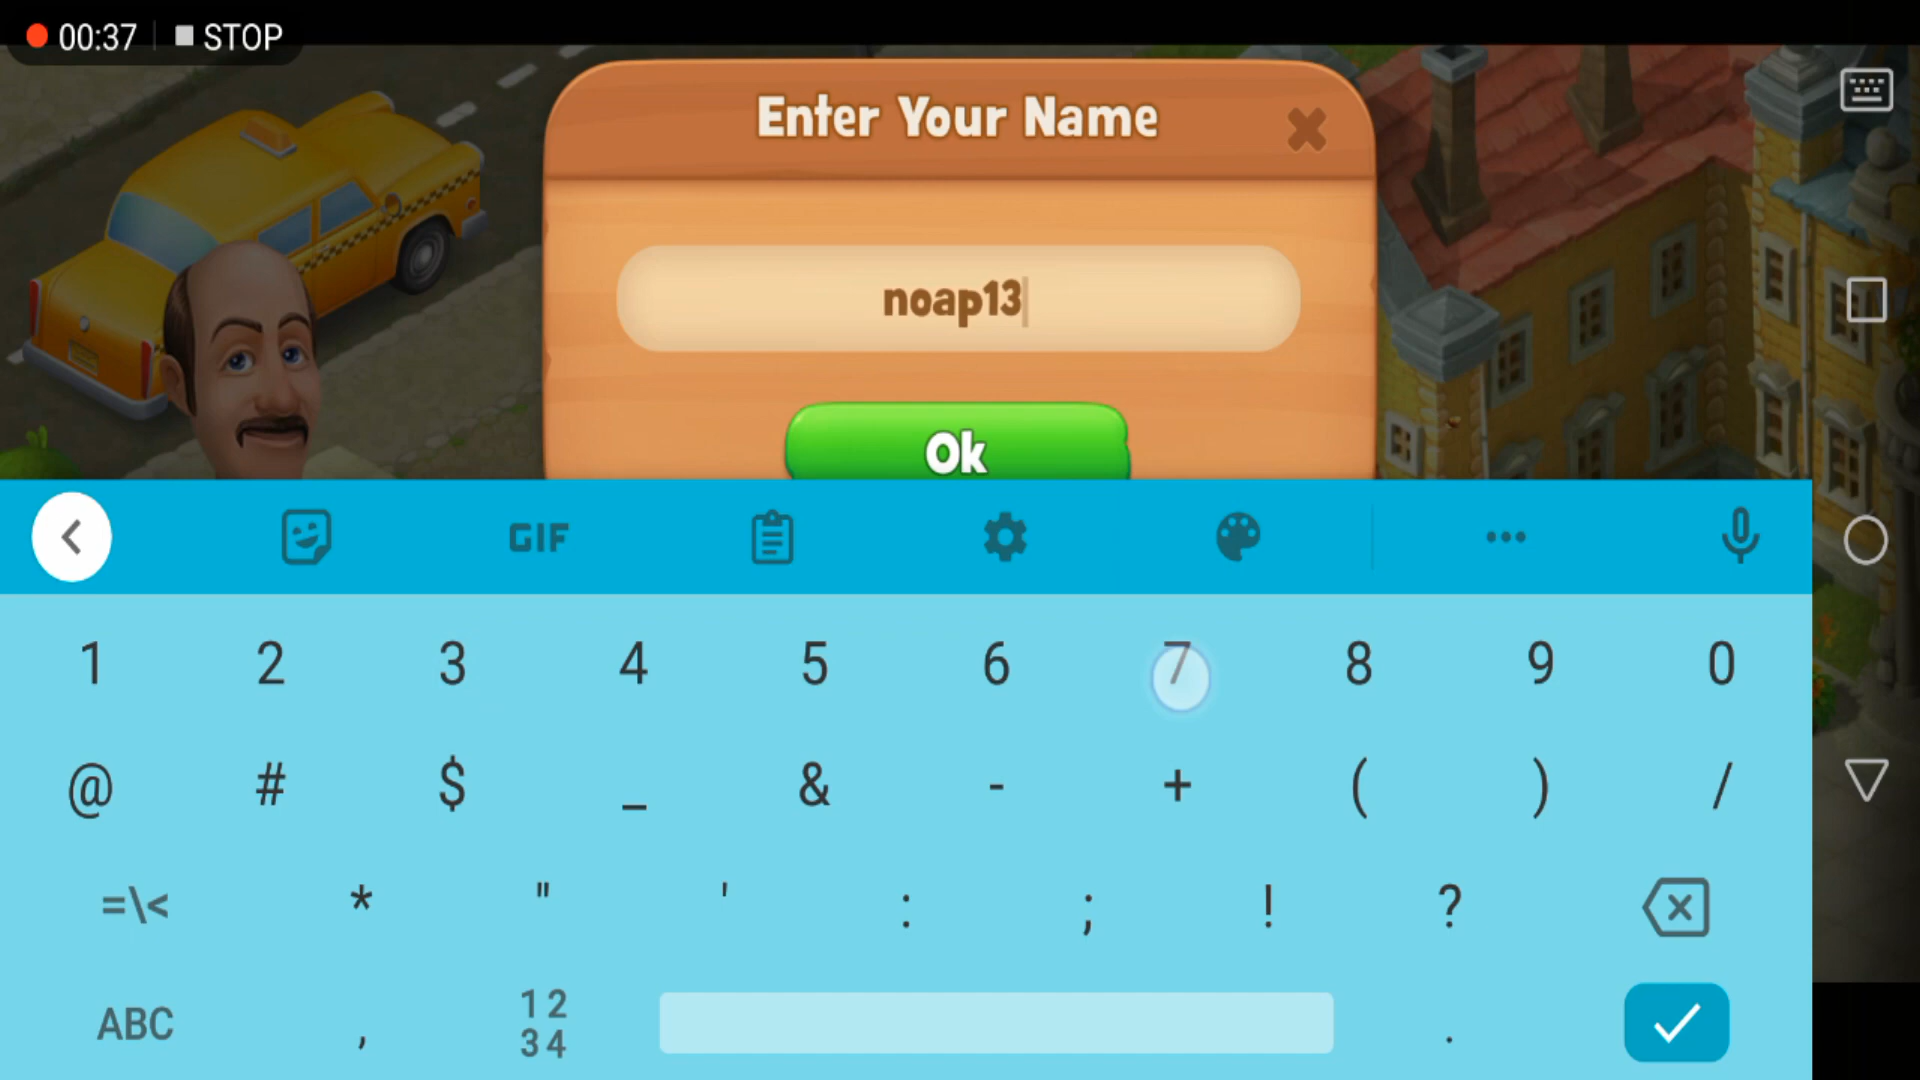 00:37 STOP
Enter Your Name
noap13
Ok
GIF
1 2 3 4 5 6 7 8 9 0
@ # $ _ & - + ( ) /
=\< * " ' : ; ! ?
ABC , 12 34 .